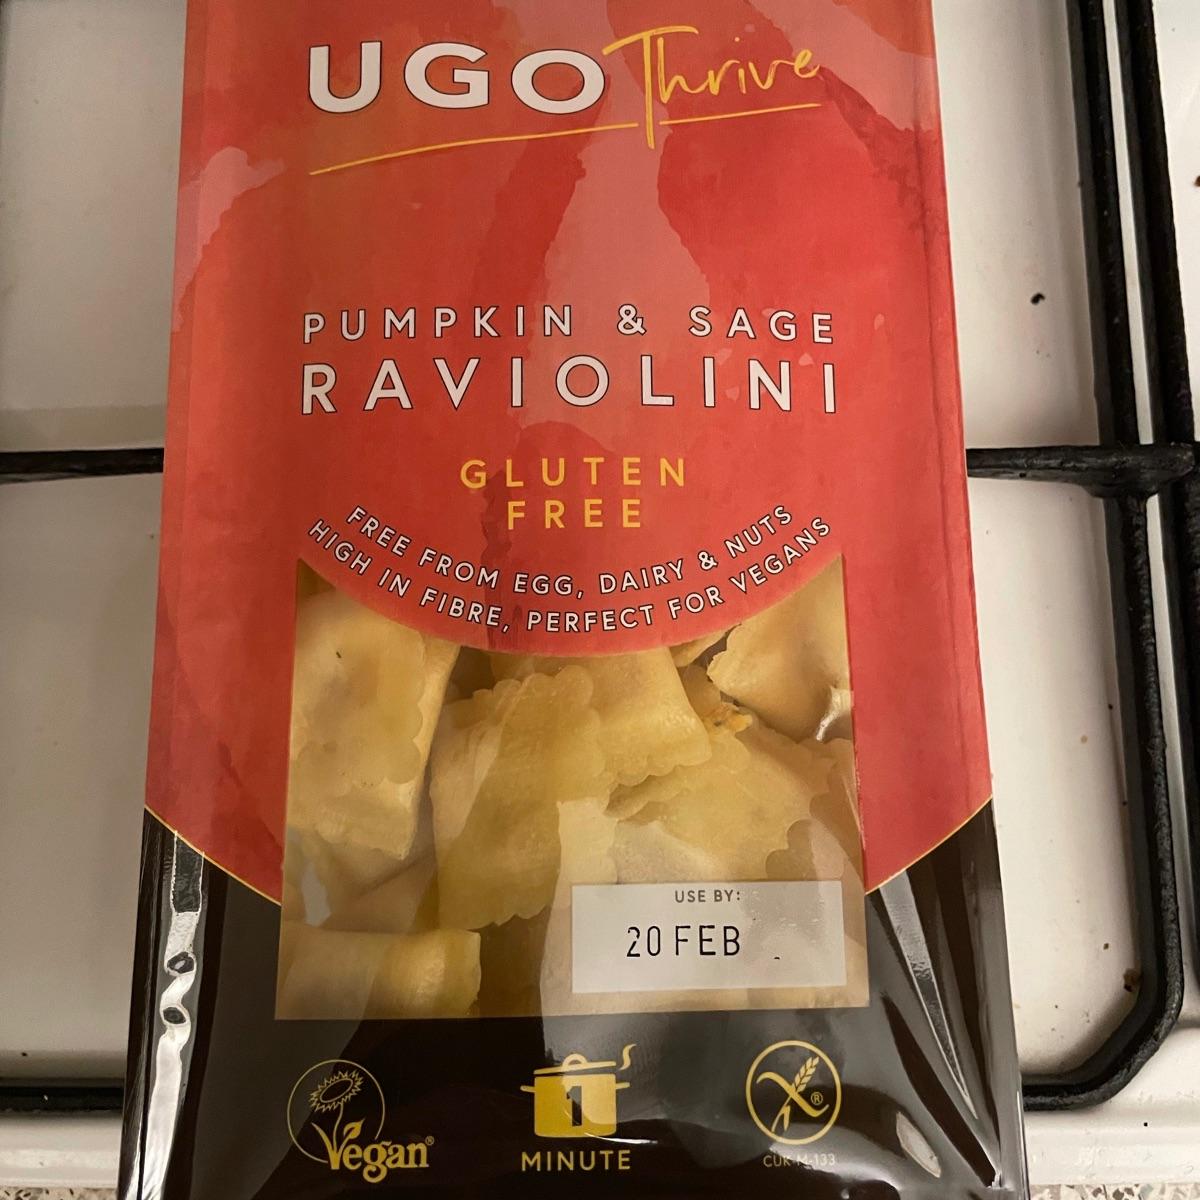 UGO Thrive
PUMPKIN & SAGE
RAVIOLINI
GLUTEN
FREE
FREE FROM EGG, DAIRY & NUTS
HIGH IN FIBRE, PERFECT FOR VEGANS
USE BY:
20 FEB
Vegan®
1
MINUTE
®
CUK-M-133